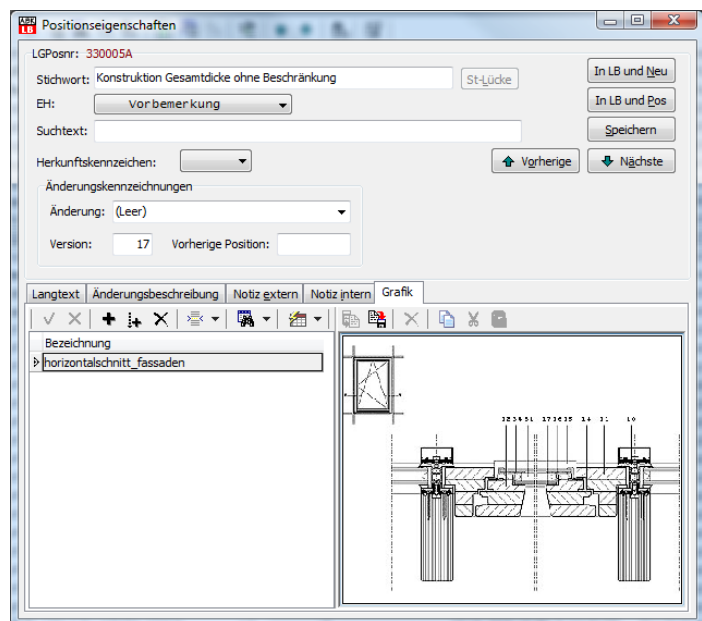 ABK LB Positionseigenschaften
LGPosnr: 330005A
Stichwort: Konstruktion Gesamtdicke ohne Beschränkung St-Lücke In LB und Neu
EH: Vorbemerkung In LB und Pos
Suchtext: Speichern
Herkunftskennzeichen: Vorherige Nächste
Änderungskennzeichnungen
Änderung: (Leer)
Version: 17 Vorherige Position:
Langtext Änderungsbeschreibung Notiz extern Notiz intern Grafik
Bezeichnung
horizontalschnitt_fassaden